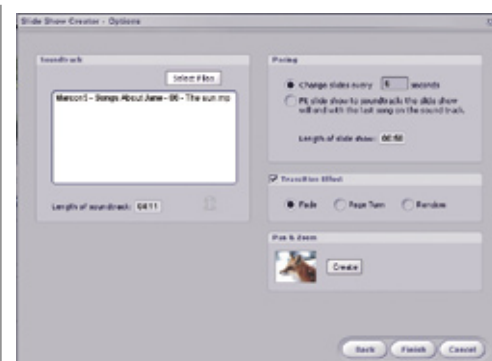 Slide Show Creator - Options
Soundtrack
Select Files
Maroon5 - Songs About Jane - 06 - The sun.mp
Length of soundtrack: 04:11
Pacing
Change slides every 5 seconds
Fit slide show to soundtrack: the slide show
will end with the last song on the sound track.
Length of slide show: 00:50
Transition Effect
Fade Page Turn Random
Pan & Zoom
Create
Back Finish Cancel